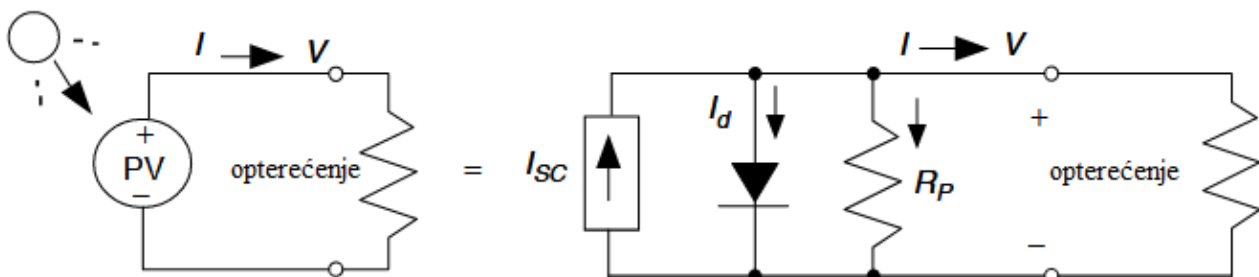 I V
+
PV
−
opterećenje
=
I_SC
I_d
R_P
I V
+
opterećenje
−